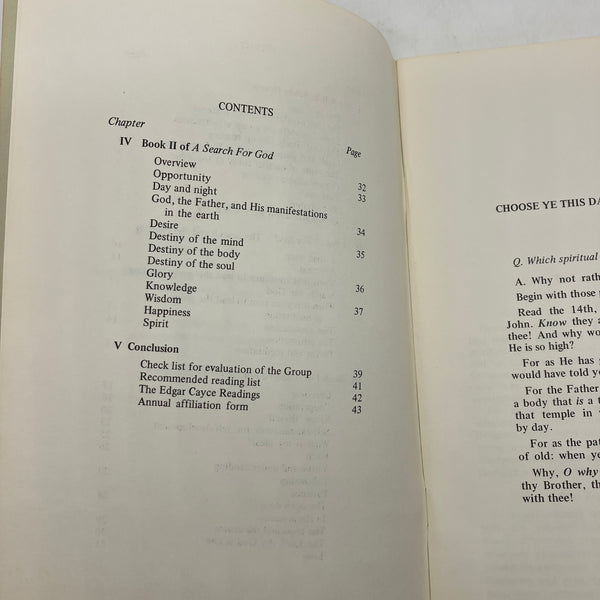 CONTENTS
Chapter
Page
IV Book II of A Search For God
Overview
Opportunity 32
Day and night 33
God, the Father, and His manifestations
in the earth 34
Desire
Destiny of the mind 35
Destiny of the body
Destiny of the soul
Glory 36
Knowledge
Wisdom 37
Happiness
Spirit
V Conclusion
Check list for evaluation of the Group 39
Recommended reading list 41
The Edgar Cayce Readings 42
Annual affiliation form 43
CHOOSE YE THIS DA
Q. Which spiritual
A. Why not rath
Begin with those
Read the 14th,
John. Know they a
thee! And why wo
He is so high?
For as He has
would have told yo
For the Father
a body that is a t
that temple in
by day.
For as the pat
of old: when ye
Why, O why
thy Brother, th
with thee!